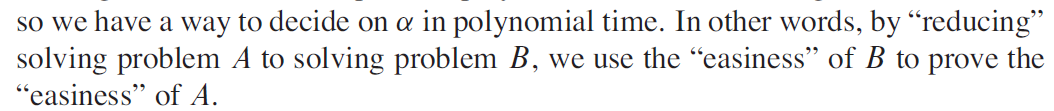 so we have a way to decide on α in polynomial time. In other words, by “reducing”
solving problem A to solving problem B, we use the “easiness” of B to prove the
“easiness” of A.